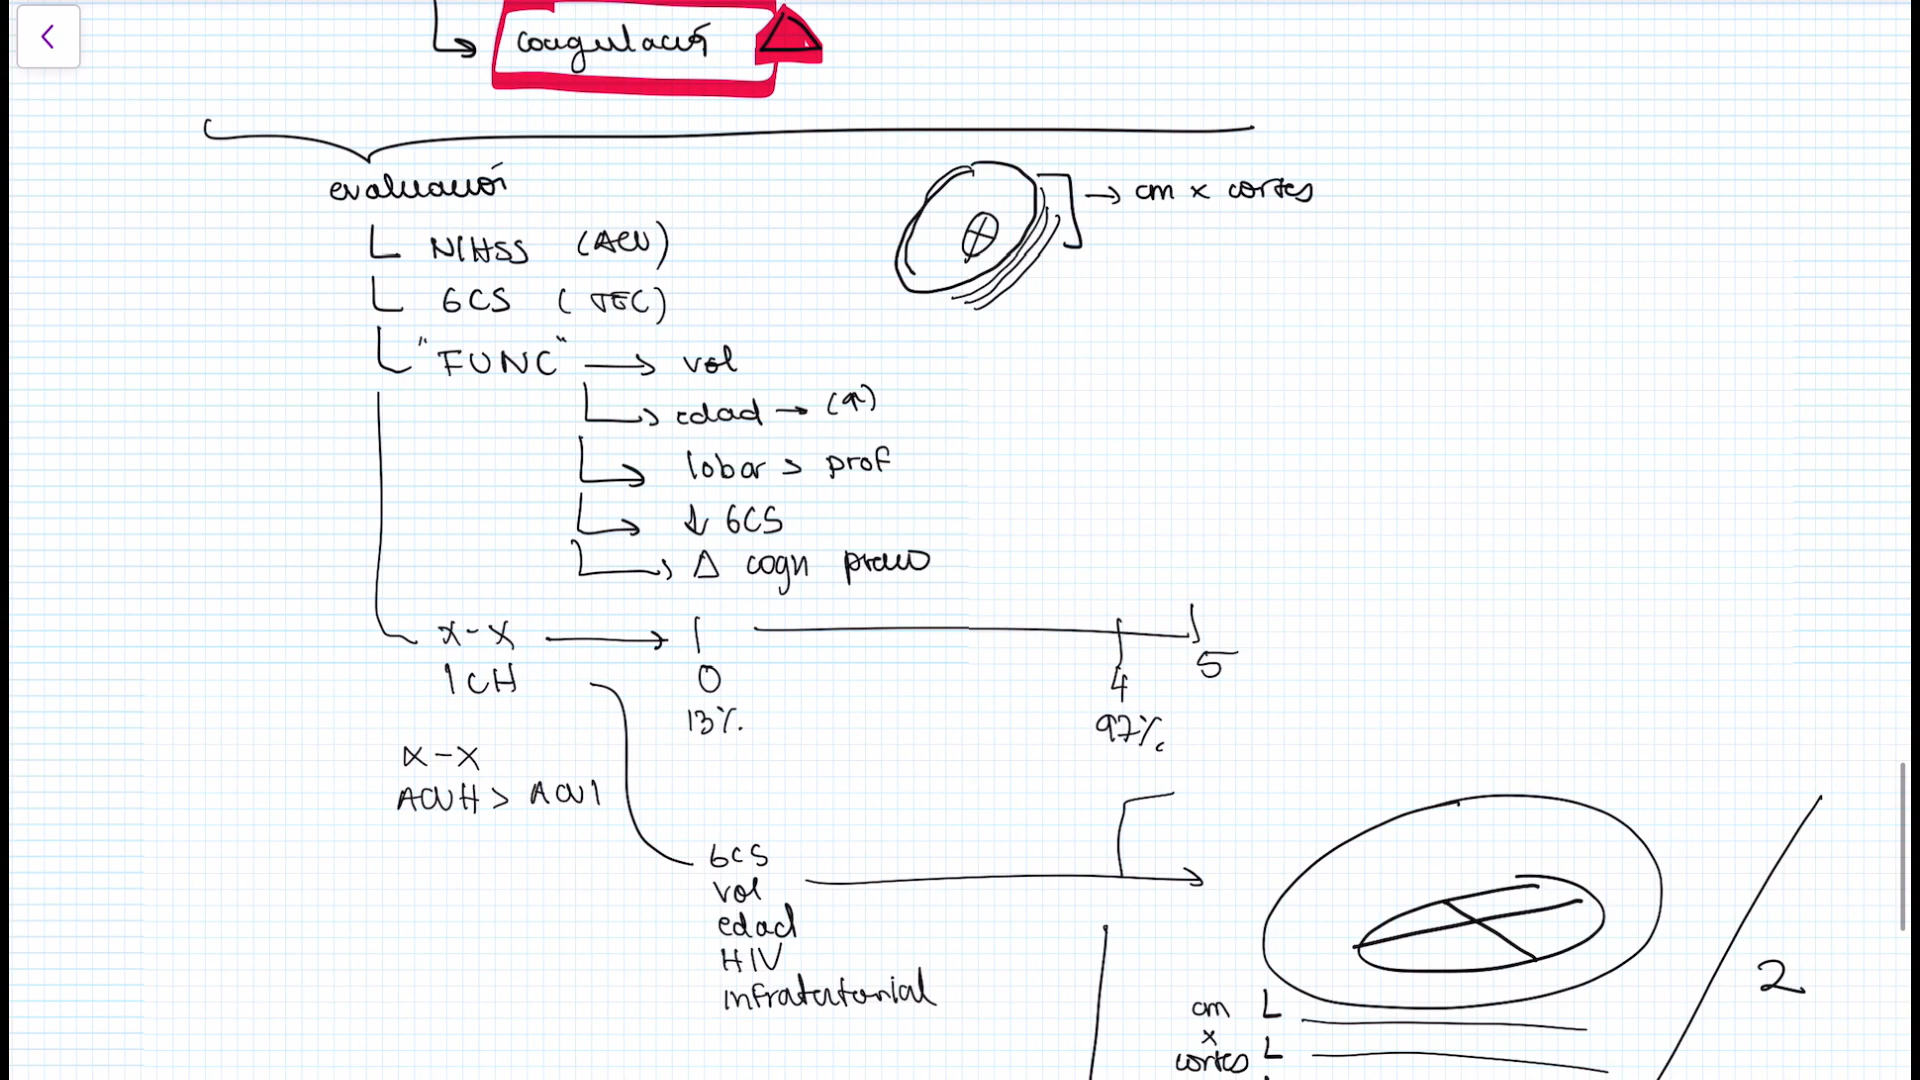 coagulación
evaluación
cm x cortes
NIHSS (ACV)
GCS (TEC)
"FUNC" → vol
edad → (↑)
lobar > prof
↓ GCS
Δ cogn previo
x-x
ICH
0
4
5
13%
97%
x-x
ACVH > ACVI
GCS
vol
edad
HIV
infratentorial
2
cm
x
cortes